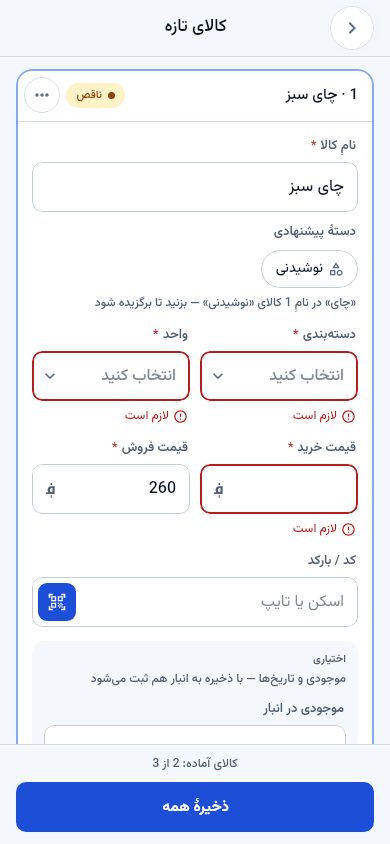 کالای تازه
1 · چای سبز
ناقص
نامِ کالا *
چای سبز
دستهٔ پیشنهادی
نوشیدنی
«چای» در نامِ 1 کالای «نوشیدنی» — بزنید تا برگزیده شود
دسته‌بندی * واحد *
انتخاب کنید انتخاب کنید
لازم است لازم است
قیمت خرید * قیمت فروش *
؋ 260 ؋
لازم است
کد / بارکد
اسکن یا تایپ
اختیاری
موجودی و تاریخ‌ها — با ذخیره به انبار هم ثبت می‌شود
موجودی در انبار
کالای آماده: 2 از 3
ذخیرهٔ همه